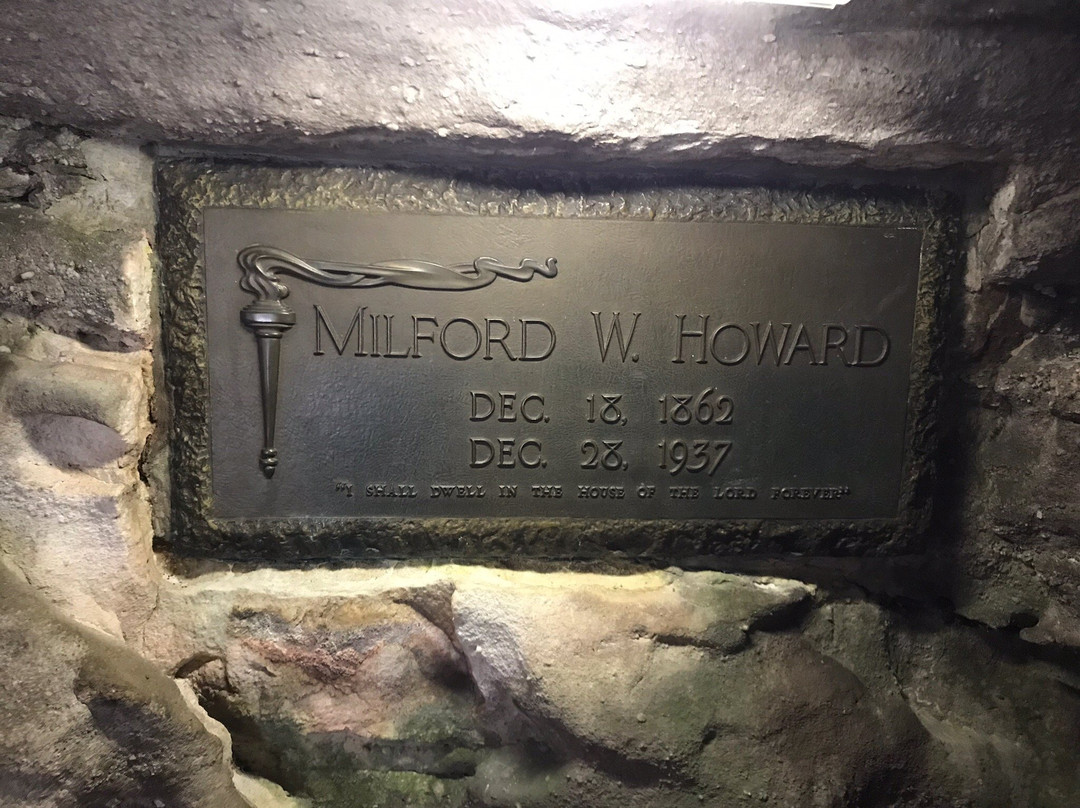 MILFORD W. HOWARD
DEC. 18, 1862
DEC. 28, 1937
"I SHALL DWELL IN THE HOUSE OF THE LORD FOREVER"